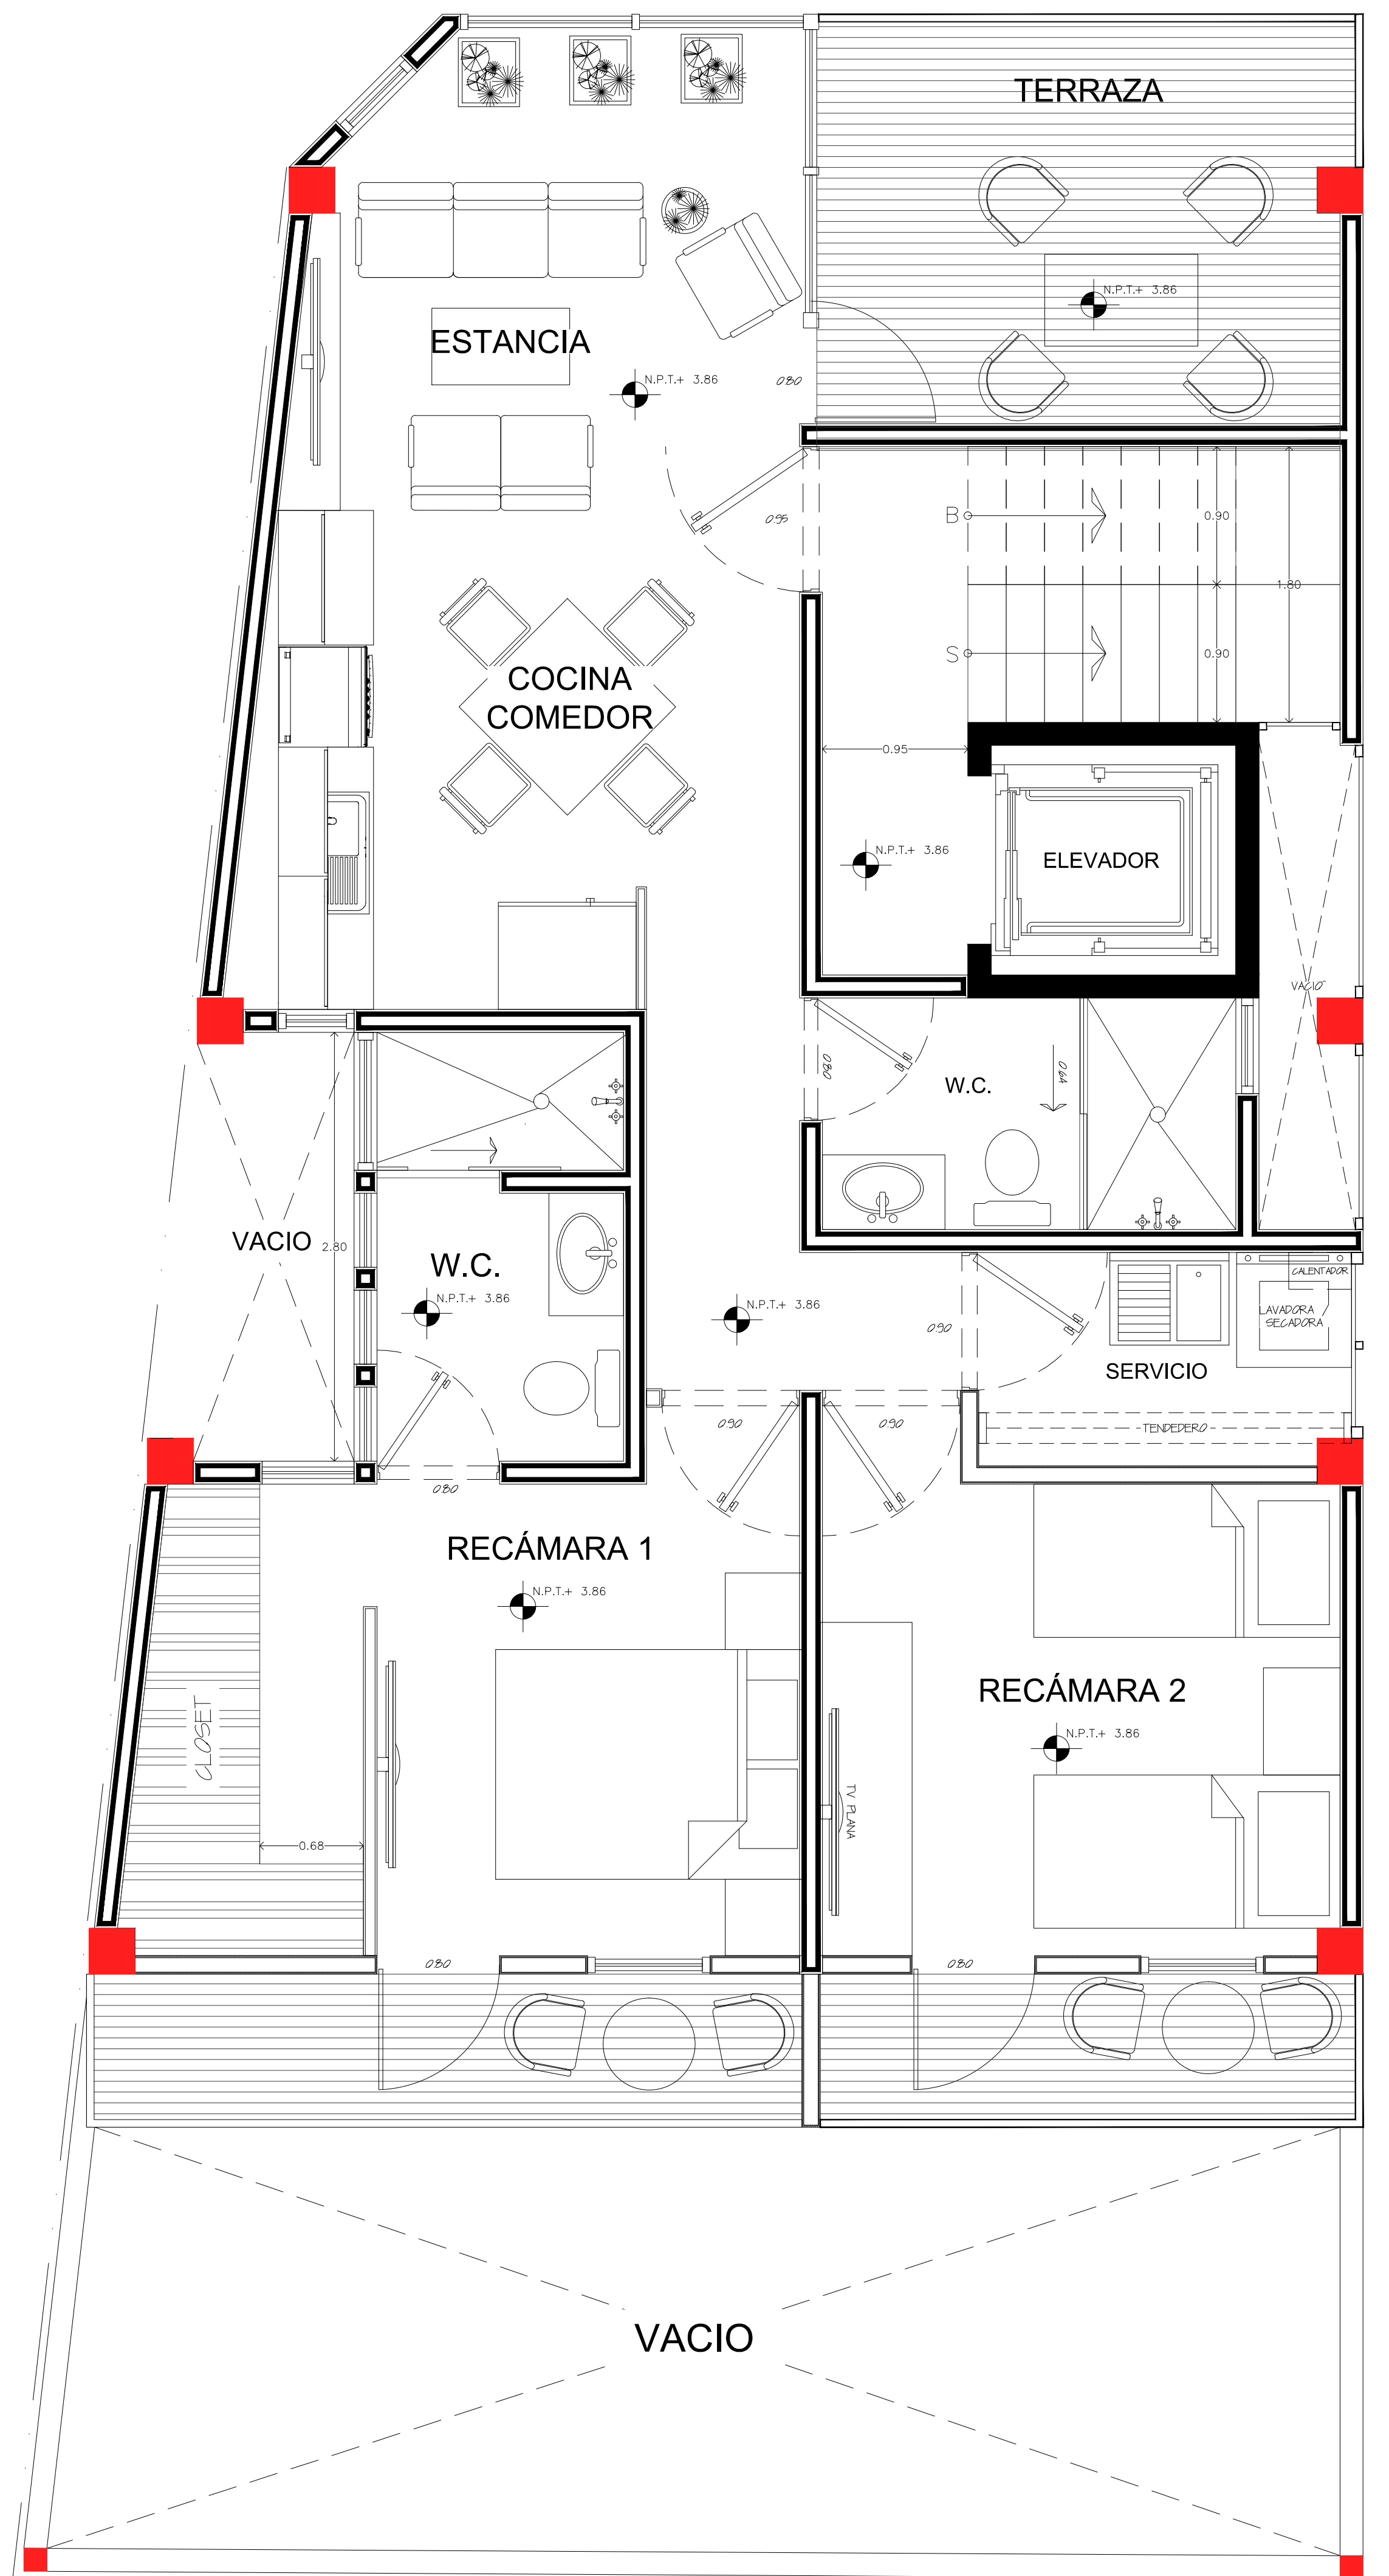 TERRAZA
N.P.T.+ 3.86
ESTANCIA
N.P.T.+ 3.86
0.80
0.95
B
0.90
1.80
S
0.90
COCINA
COMEDOR
0.95
N.P.T.+ 3.86
ELEVADOR
VACIO
0.80
W.C.
0.64
VACIO
2.80
W.C.
N.P.T.+ 3.86
N.P.T.+ 3.86
0.90
CALENTADOR
LAVADORA
SECADORA
SERVICIO
TENDEDERO
0.90
0.90
0.80
RECÁMARA 1
N.P.T.+ 3.86
RECÁMARA 2
N.P.T.+ 3.86
CLOSET
TV PLANA
0.68
0.80
0.80
VACIO